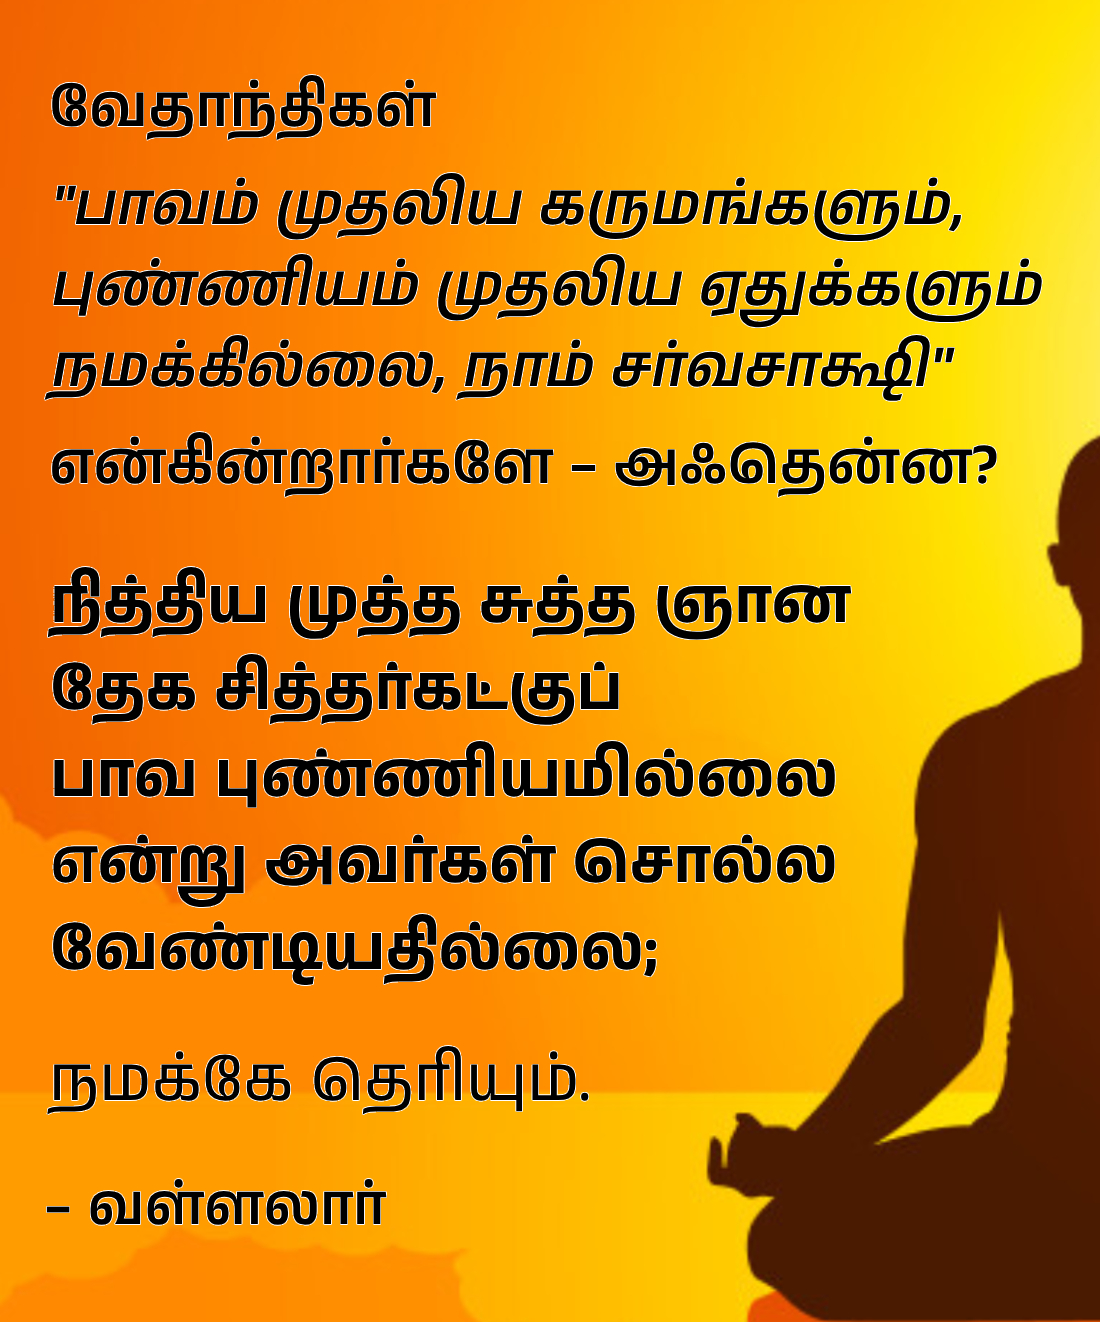 வேதாந்திகள்
"பாவம் முதலிய கருமங்களும்,
புண்ணியம் முதலிய ஏதுக்களும்
நமக்கில்லை, நாம் சர்வசாக்ஷி"
என்கின்றார்களே – அஃதென்ன?
நித்திய முத்த சுத்த ஞான
தேக சித்தர்கட்குப்
பாவ புண்ணியமில்லை
என்று அவர்கள் சொல்ல
வேண்டியதில்லை;
நமக்கே தெரியும்.
– வள்ளலார்